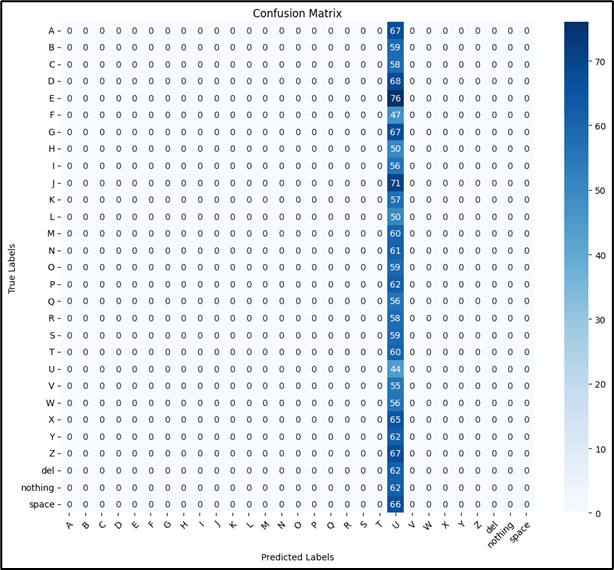 Confusion Matrix
True Labels
A 0 0 0 0 0 0 0 0 0 0 0 0 0 0 0 0 0 0 0 0 67 0 0 0 0 0 0 0 0
B 0 0 0 0 0 0 0 0 0 0 0 0 0 0 0 0 0 0 0 0 59 0 0 0 0 0 0 0 0
C 0 0 0 0 0 0 0 0 0 0 0 0 0 0 0 0 0 0 0 0 58 0 0 0 0 0 0 0 0
D 0 0 0 0 0 0 0 0 0 0 0 0 0 0 0 0 0 0 0 0 68 0 0 0 0 0 0 0 0
E 0 0 0 0 0 0 0 0 0 0 0 0 0 0 0 0 0 0 0 0 76 0 0 0 0 0 0 0 0
F 0 0 0 0 0 0 0 0 0 0 0 0 0 0 0 0 0 0 0 0 47 0 0 0 0 0 0 0 0
G 0 0 0 0 0 0 0 0 0 0 0 0 0 0 0 0 0 0 0 0 67 0 0 0 0 0 0 0 0
H 0 0 0 0 0 0 0 0 0 0 0 0 0 0 0 0 0 0 0 0 50 0 0 0 0 0 0 0 0
I 0 0 0 0 0 0 0 0 0 0 0 0 0 0 0 0 0 0 0 0 56 0 0 0 0 0 0 0 0
J 0 0 0 0 0 0 0 0 0 0 0 0 0 0 0 0 0 0 0 0 71 0 0 0 0 0 0 0 0
K 0 0 0 0 0 0 0 0 0 0 0 0 0 0 0 0 0 0 0 0 57 0 0 0 0 0 0 0 0
L 0 0 0 0 0 0 0 0 0 0 0 0 0 0 0 0 0 0 0 0 50 0 0 0 0 0 0 0 0
M 0 0 0 0 0 0 0 0 0 0 0 0 0 0 0 0 0 0 0 0 60 0 0 0 0 0 0 0 0
N 0 0 0 0 0 0 0 0 0 0 0 0 0 0 0 0 0 0 0 0 61 0 0 0 0 0 0 0 0
O 0 0 0 0 0 0 0 0 0 0 0 0 0 0 0 0 0 0 0 0 59 0 0 0 0 0 0 0 0
P 0 0 0 0 0 0 0 0 0 0 0 0 0 0 0 0 0 0 0 0 62 0 0 0 0 0 0 0 0
Q 0 0 0 0 0 0 0 0 0 0 0 0 0 0 0 0 0 0 0 0 56 0 0 0 0 0 0 0 0
R 0 0 0 0 0 0 0 0 0 0 0 0 0 0 0 0 0 0 0 0 58 0 0 0 0 0 0 0 0
S 0 0 0 0 0 0 0 0 0 0 0 0 0 0 0 0 0 0 0 0 59 0 0 0 0 0 0 0 0
T 0 0 0 0 0 0 0 0 0 0 0 0 0 0 0 0 0 0 0 0 60 0 0 0 0 0 0 0 0
U 0 0 0 0 0 0 0 0 0 0 0 0 0 0 0 0 0 0 0 0 44 0 0 0 0 0 0 0 0
V 0 0 0 0 0 0 0 0 0 0 0 0 0 0 0 0 0 0 0 0 55 0 0 0 0 0 0 0 0
W 0 0 0 0 0 0 0 0 0 0 0 0 0 0 0 0 0 0 0 0 56 0 0 0 0 0 0 0 0
X 0 0 0 0 0 0 0 0 0 0 0 0 0 0 0 0 0 0 0 0 65 0 0 0 0 0 0 0 0
Y 0 0 0 0 0 0 0 0 0 0 0 0 0 0 0 0 0 0 0 0 62 0 0 0 0 0 0 0 0
Z 0 0 0 0 0 0 0 0 0 0 0 0 0 0 0 0 0 0 0 0 67 0 0 0 0 0 0 0 0
del 0 0 0 0 0 0 0 0 0 0 0 0 0 0 0 0 0 0 0 0 62 0 0 0 0 0 0 0 0
nothing 0 0 0 0 0 0 0 0 0 0 0 0 0 0 0 0 0 0 0 0 62 0 0 0 0 0 0 0 0
space 0 0 0 0 0 0 0 0 0 0 0 0 0 0 0 0 0 0 0 0 66 0 0 0 0 0 0 0 0
A B C D E F G H I J K L M N O P Q R S T U V W X Y Z del nothing space
Predicted Labels
70
60
50
40
30
20
10
0